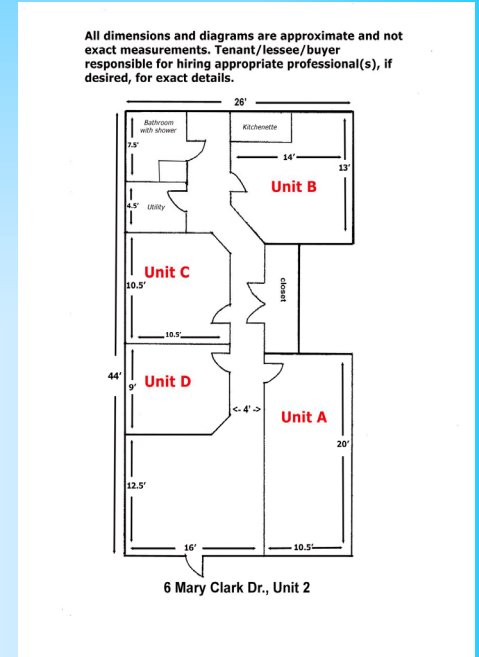 All dimensions and diagrams are approximate and not
exact measurements. Tenant/lessee/buyer
responsible for hiring appropriate professional(s), if
desired, for exact details.
26'
Bathroom
with shower
Kitchenette
7.5'
14'
13'
Unit B
4.5'
Utility
Unit C
10.5'
closet
10.5'
44'
9'
Unit D
<- 4' ->
Unit A
20'
12.5'
16'
10.5'
6 Mary Clark Dr., Unit 2